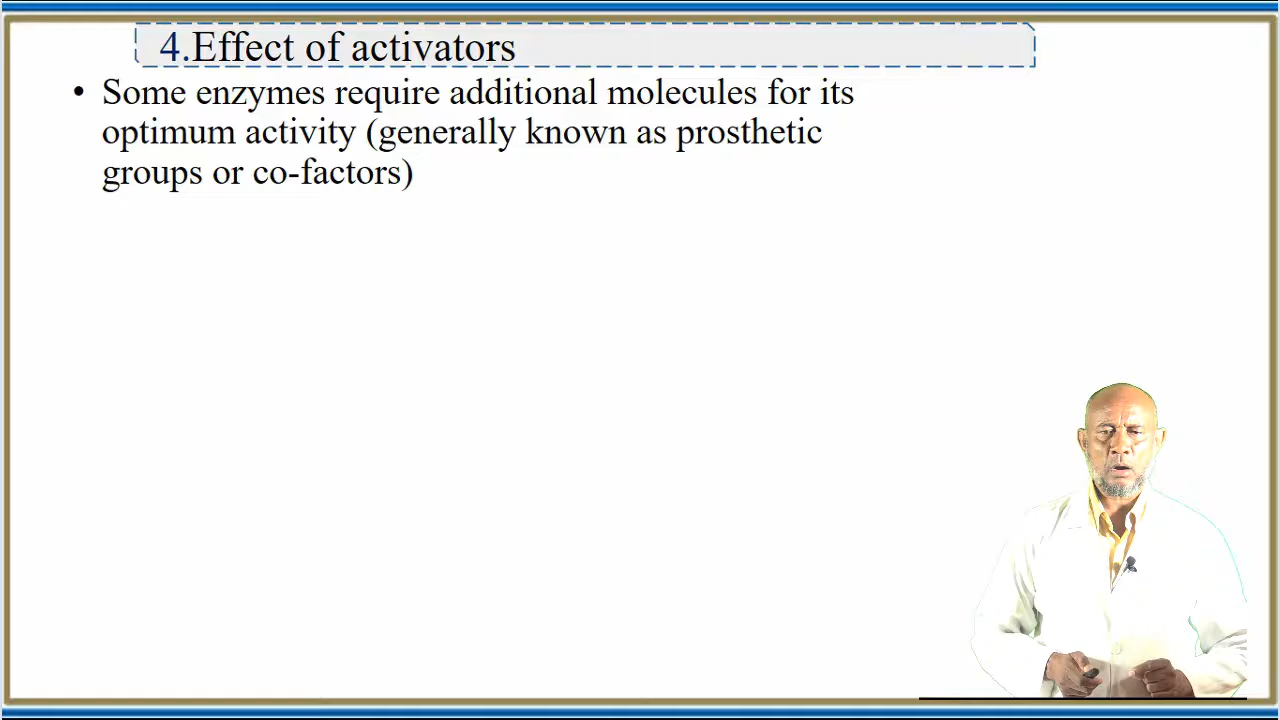 4.Effect of activators
• Some enzymes require additional molecules for its
optimum activity (generally known as prosthetic
groups or co-factors)